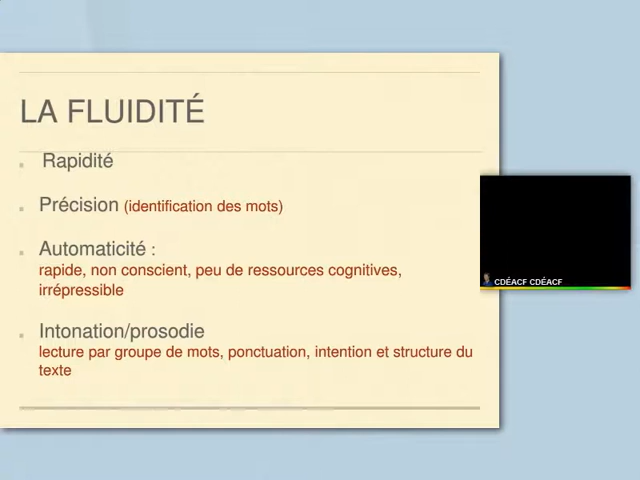 LA FLUIDITÉ
Rapidité
Précision (identification des mots)
Automaticité :
rapide, non conscient, peu de ressources cognitives,
irrépressible
Intonation/prosodie
lecture par groupe de mots, ponctuation, intention et structure du
texte
CDÉACF CDÉACF